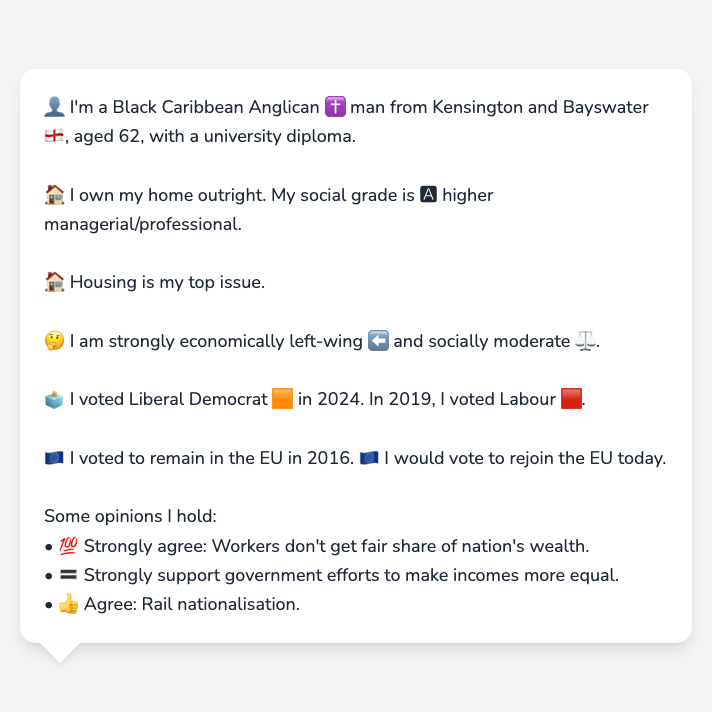 👤 I'm a Black Caribbean Anglican ✝️ man from Kensington and Bayswater
🏴󠁧󠁢󠁥󠁮󠁧󠁿, aged 62, with a university diploma.
🏠 I own my home outright. My social grade is 🅰 higher
managerial/professional.
🏠 Housing is my top issue.
🤔 I am strongly economically left-wing ⬅️ and socially moderate ⚖️.
🗳️ I voted Liberal Democrat 🟧 in 2024. In 2019, I voted Labour 🟥.
🇪🇺 I voted to remain in the EU in 2016. 🇪🇺 I would vote to rejoin the EU today.
Some opinions I hold:
• 💯 Strongly agree: Workers don't get fair share of nation's wealth.
• 🟰 Strongly support government efforts to make incomes more equal.
• 👍 Agree: Rail nationalisation.